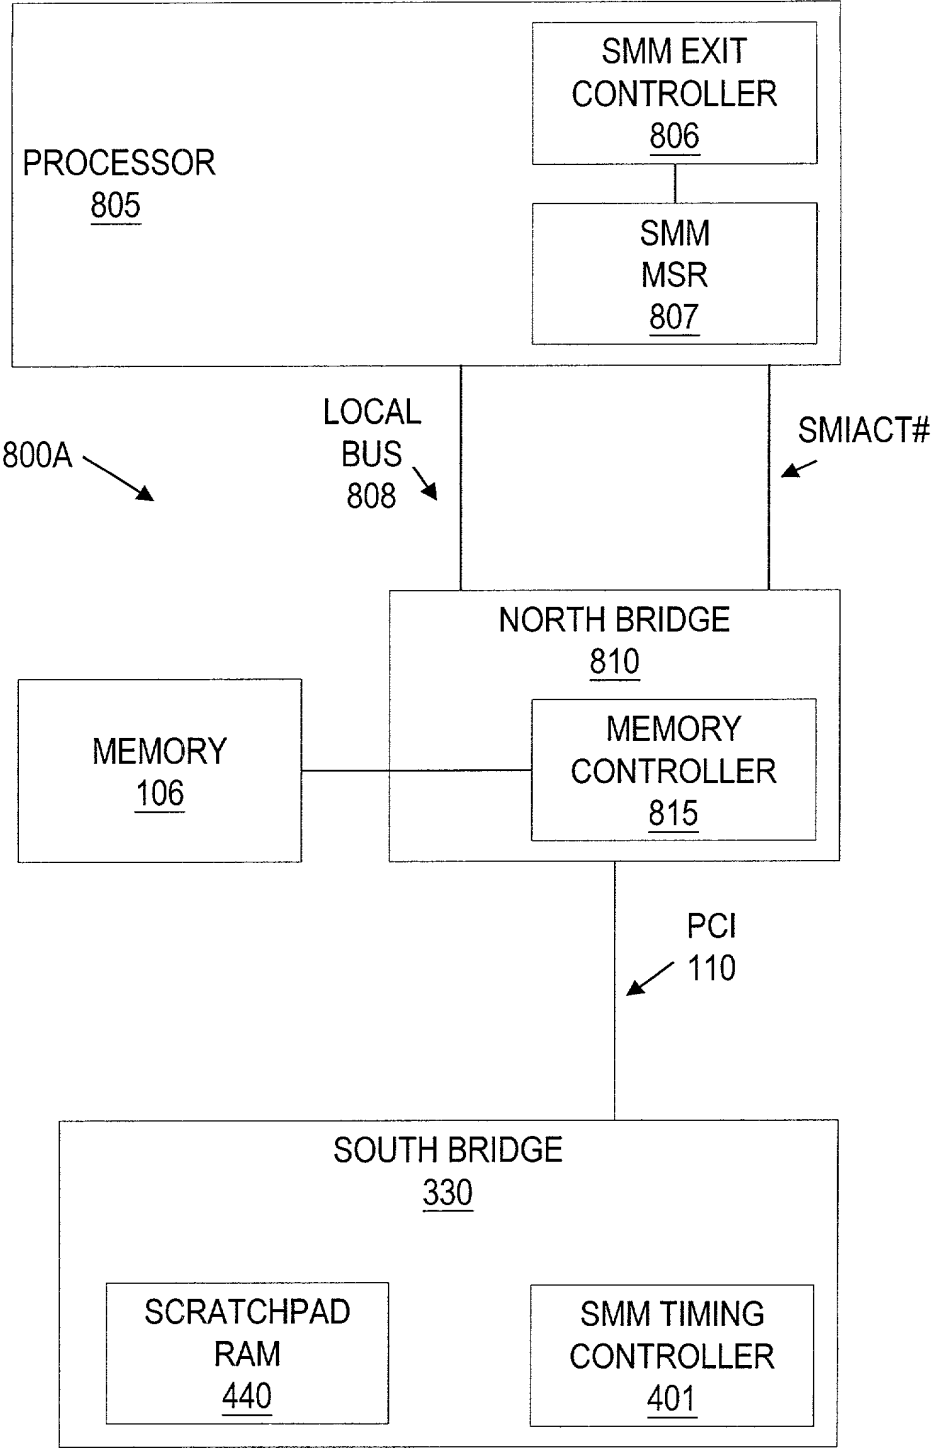 SMM EXIT
CONTROLLER
806
PROCESSOR
805
SMM
MSR
807
LOCAL
BUS
808
SMIACT#
800A
NORTH BRIDGE
810
MEMORY
CONTROLLER
815
MEMORY
106
PCI
110
SOUTH BRIDGE
330
SCRATCHPAD
RAM
440
SMM TIMING
CONTROLLER
401